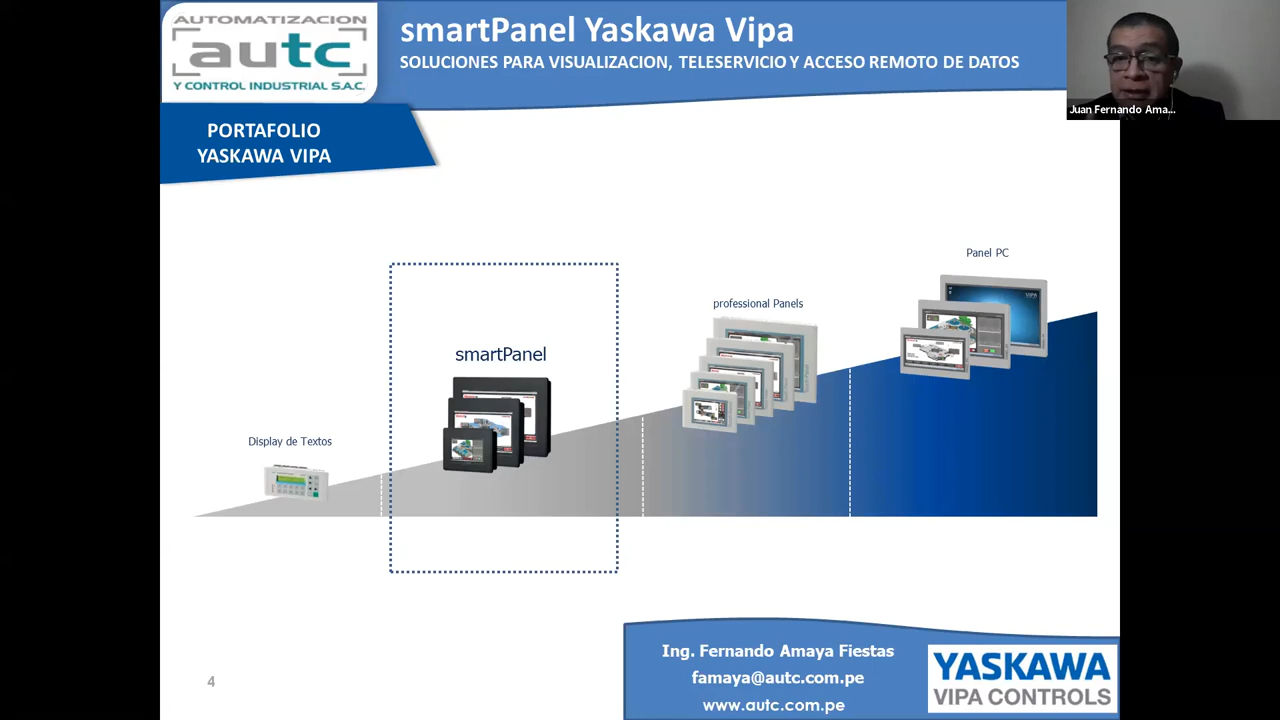 AUTOMATIZACION
autc
Y CONTROL INDUSTRIAL S.A.C.
smartPanel Yaskawa Vipa
SOLUCIONES PARA VISUALIZACION, TELESERVICIO Y ACCESO REMOTO DE DATOS
Juan Fernando Ama...
PORTAFOLIO
YASKAWA VIPA
Panel PC
professional Panels
smartPanel
Display de Textos
VIPA
Ing. Fernando Amaya Fiestas
famaya@autc.com.pe
www.autc.com.pe
YASKAWA
VIPA CONTROLS
4